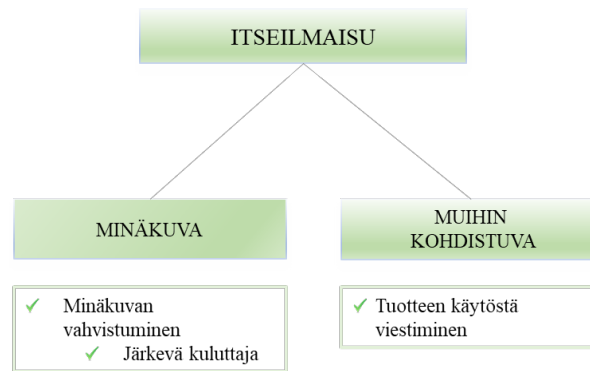 ITSEILMAISU
MINÄKUVA
MUIHIN
KOHDISTUVA
Minäkuvan
vahvistuminen
Järkevä kuluttaja
Tuotteen käytöstä
viestiminen